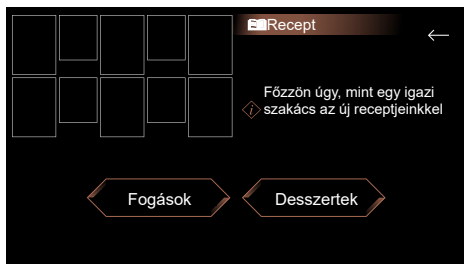 Recept
Főzzön úgy, mint egy igazi
szakács az új receptjeinkkel
Fogások
Desszertek